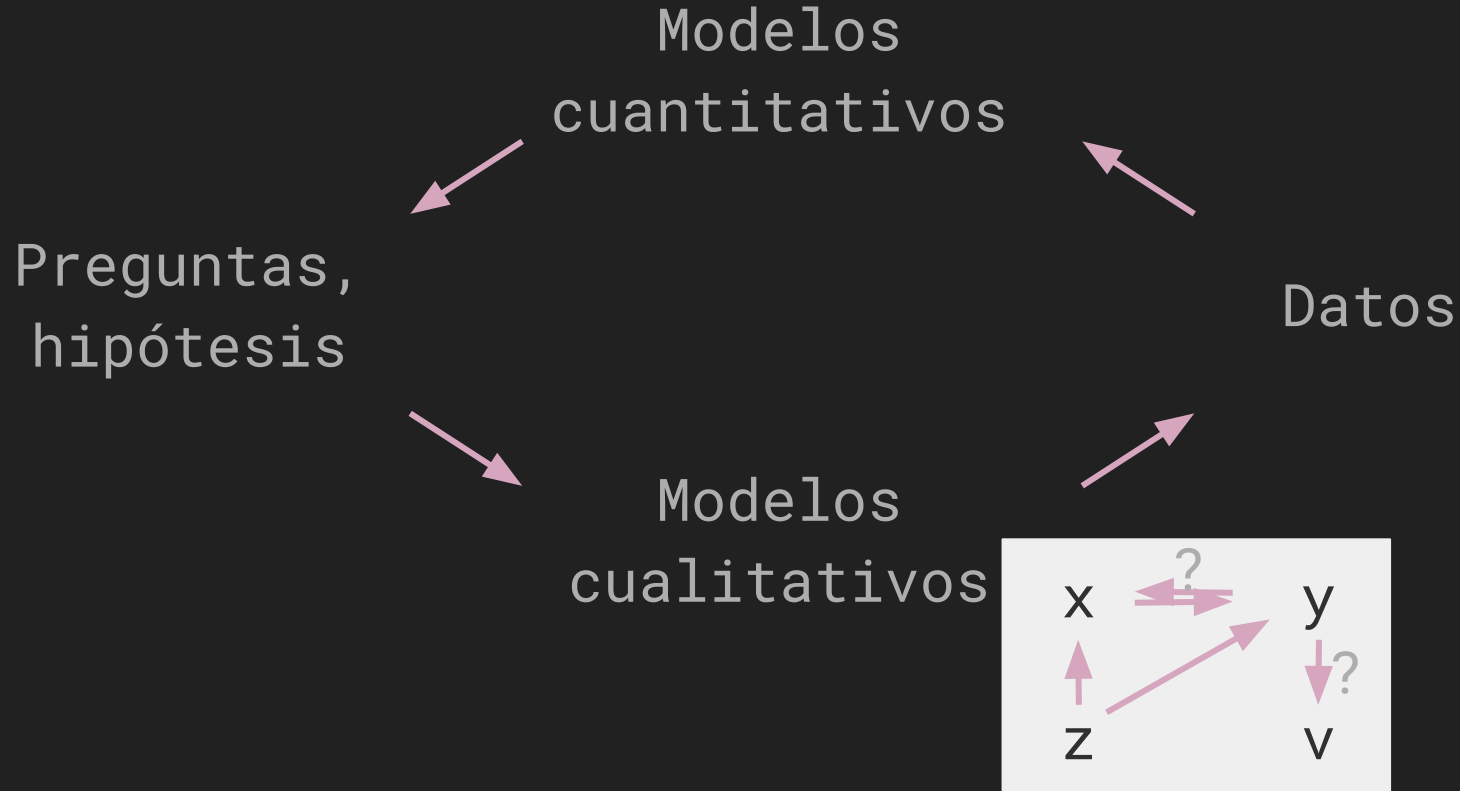 Modelos
cuantitativos
Preguntas,
hipótesis
Datos
Modelos
cualitativos
?
x
y
?
z
v